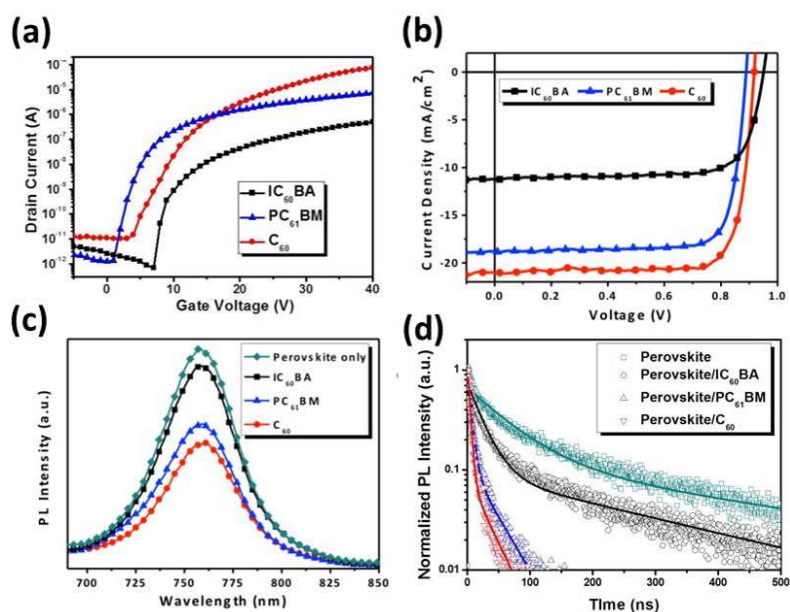 (a)
Drain Current (A)
10⁻⁴
10⁻⁵
10⁻⁶
10⁻⁷
10⁻⁸
10⁻⁹
10⁻¹⁰
10⁻¹¹
10⁻¹²
0 10 20 30 40
Gate Voltage (V)
IC₆₀BA
PC₆₁BM
C₆₀
(b)
Current Density (mA/cm²)
0
-5
-10
-15
-20
0.0 0.2 0.4 0.6 0.8 1.0
Voltage (V)
IC₆₀BA PC₆₁BM C₆₀
(c)
PL Intensity (a.u.)
700 725 750 775 800 825 850
Wavelength (nm)
Perovskite only
IC₆₀BA
PC₆₁BM
C₆₀
(d)
Normalized PL Intensity (a.u.)
1
0.1
0.01
0 100 200 300 400 500
TIme (ns)
Perovskite
Perovskite/IC₆₀BA
Perovskite/PC₆₁BM
Perovskite/C₆₀